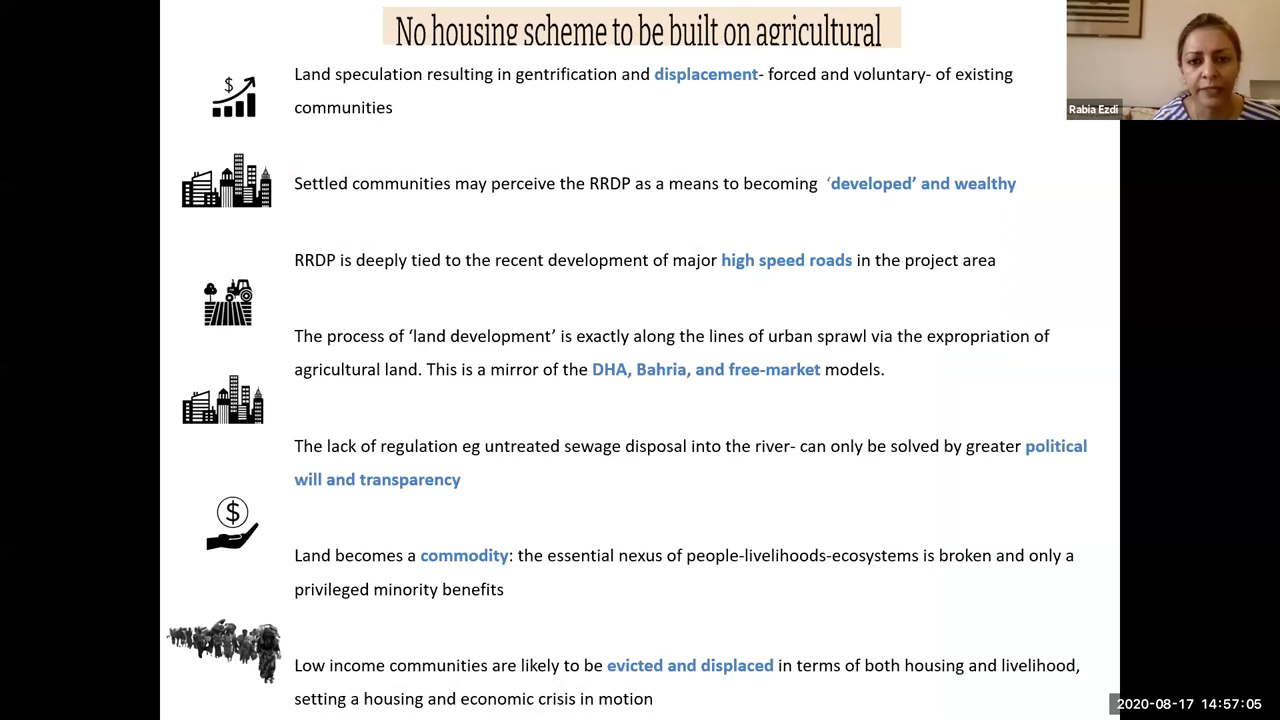 No housing scheme to be built on agricultural
Land speculation resulting in gentrification and displacement- forced and voluntary- of existing
communities
Rabia Ezdi
Settled communities may perceive the RRDP as a means to becoming ‘developed’ and wealthy
RRDP is deeply tied to the recent development of major high speed roads in the project area
The process of ‘land development’ is exactly along the lines of urban sprawl via the expropriation of
agricultural land. This is a mirror of the DHA, Bahria, and free-market models.
The lack of regulation eg untreated sewage disposal into the river- can only be solved by greater political
will and transparency
Land becomes a commodity: the essential nexus of people-livelihoods-ecosystems is broken and only a
privileged minority benefits
Low income communities are likely to be evicted and displaced in terms of both housing and livelihood,
setting a housing and economic crisis in motion
2020-08-17 14:57:05